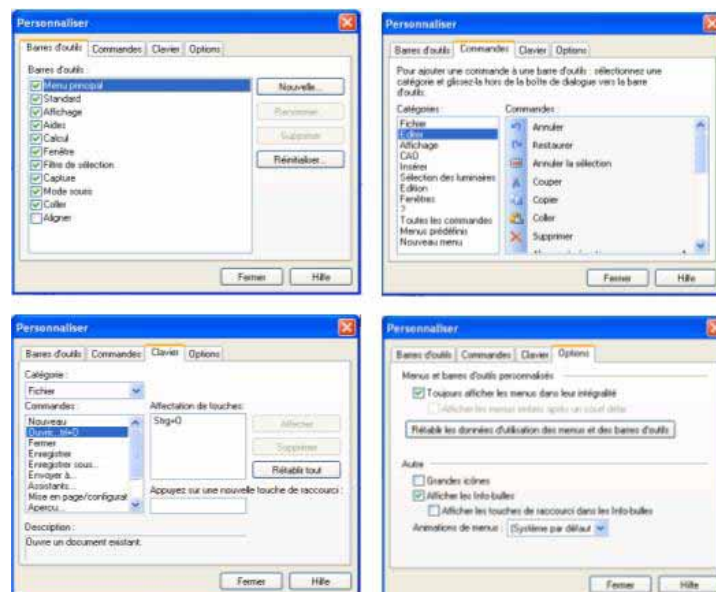 Personnaliser
Barres d'outils Commandes Clavier Options
Barres d'outils :
Menu principal
Standard
Affichage
Aides
Calcul
Fenêtre
Filtre de sélection
Capture
Mode souris
Coller
Aligner
Nouvelle...
Renommer
Supprimer
Réinitialiser...
Fermer Hilfe
Personnaliser
Barres d'outils Commandes Clavier Options
Pour ajouter une commande à une barre d'outils : sélectionnez une
catégorie et glissez-la hors de la boîte de dialogue vers la barre
d'outils.
Catégories : Commandes :
Fichier
Editer
Affichage
CAO
Insérer
Sélection des luminaires
Edition
Fenêtres
?
Toutes les commandes
Menus prédéfinis
Nouveau menu
Annuler
Restaurer
Annuler la sélection
Couper
Copier
Coller
Supprimer
Fermer Hilfe
Personnaliser
Barres d'outils Commandes Clavier Options
Catégorie :
Fichier
Commandes : Affectation de touches:
Nouveau
Ouvrir...trl+O
Fermer
Enregistrer
Enregistrer sous...
Envoyer à...
Assistants...
Mise en page/configurat
Aperçu...
Strg+O
Affecter
Supprimer
Rétablir tout
Appuyez sur une nouvelle touche de raccourci :
Description :
Ouvre un document existant.
Fermer Hilfe
Personnaliser
Barres d'outils Commandes Clavier Options
Menus et barres d'outils personnalisés
Toujours afficher les menus dans leur intégralité
Afficher les menus entiers après un court délai
Rétablir les données d'utilisation des menus et des barres d'outils
Autre
Grandes icônes
Afficher les Info-bulles
Afficher les touches de raccourci dans les Info-bulles
Animations de menus : (Système par défaut
Fermer Hilfe